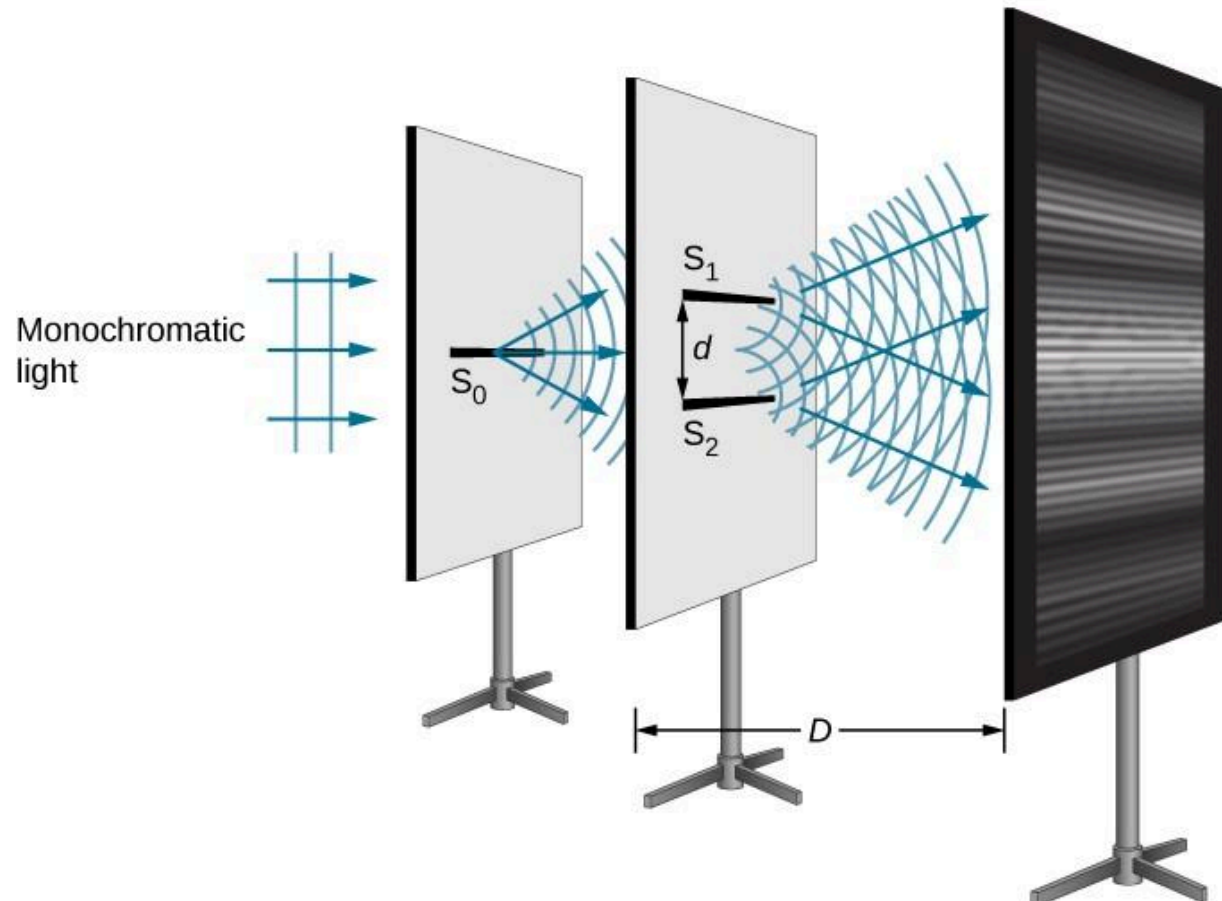 Monochromatic
light
S₀
S₁
d
S₂
D